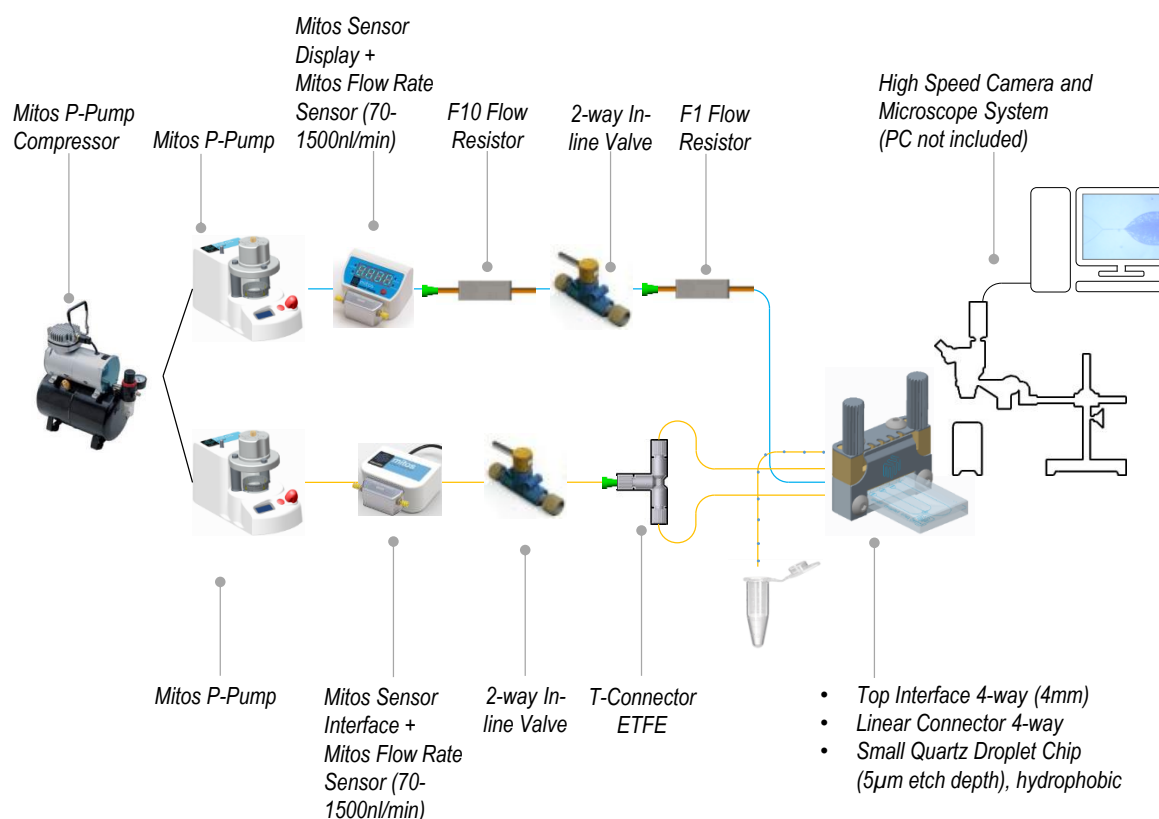 Mitos P-Pump
Compressor
Mitos P-Pump
Mitos Sensor
Display +
Mitos Flow Rate
Sensor (70-
1500nl/min)
F10 Flow
Resistor
2-way In-
line Valve
F1 Flow
Resistor
High Speed Camera and
Microscope System
(PC not included)
8888
mitos
Mitos P-Pump
Mitos Sensor
Interface +
Mitos Flow Rate
Sensor (70-
1500nl/min)
2-way In-
line Valve
T-Connector
ETFE
• Top Interface 4-way (4mm)
• Linear Connector 4-way
• Small Quartz Droplet Chip
(5µm etch depth), hydrophobic